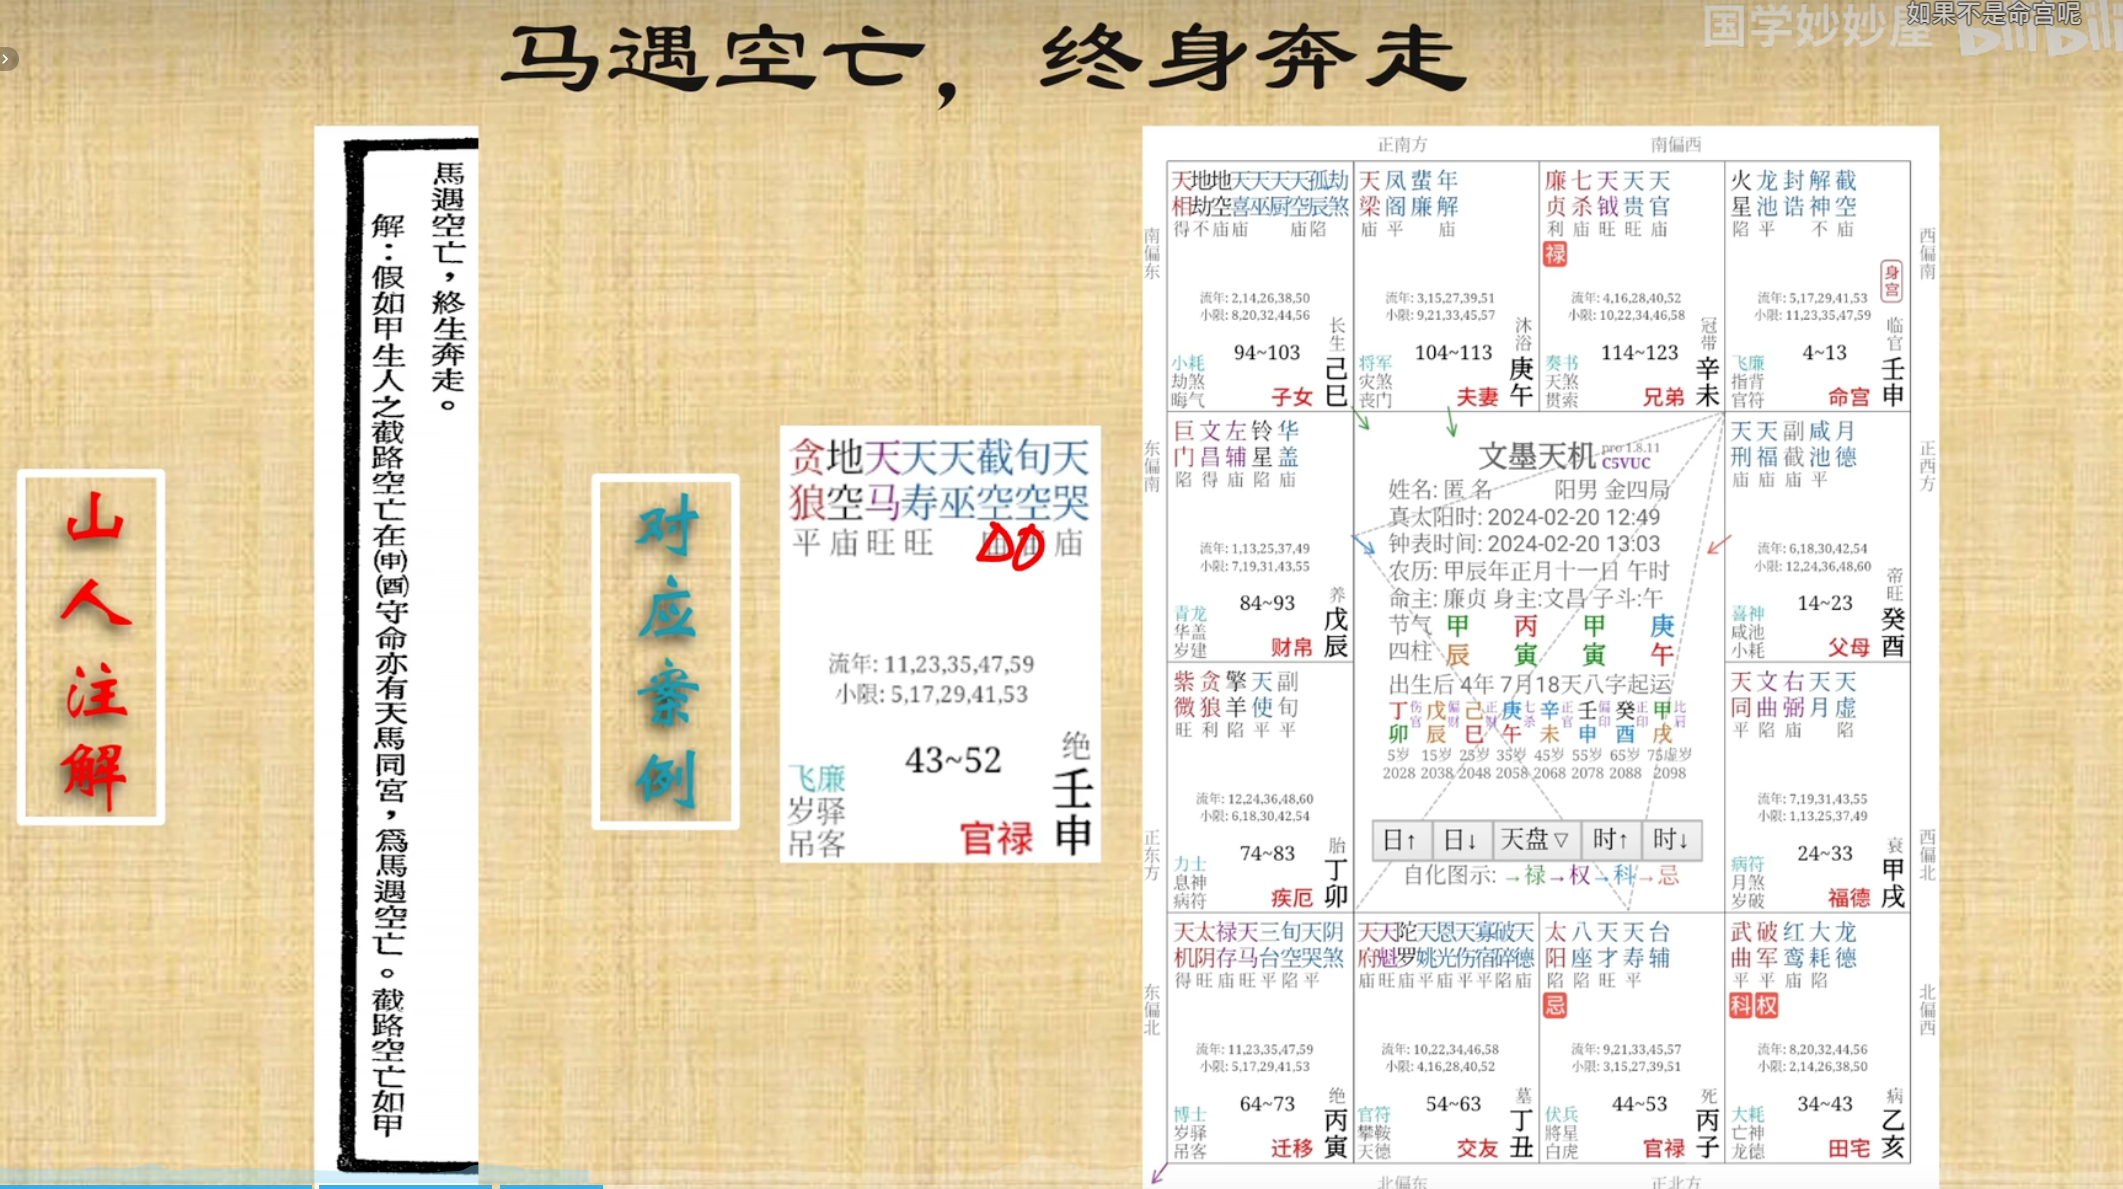 马遇空亡，终身奔走
国学妙妙屋
bilibili
如果不是命宫呢
山人注解
馬遇空亡，終生奔走。
解：假如甲生人之截路空亡在(申)(酉)守命亦有天馬同宮，為馬遇空亡。截路空亡如甲
对应案例
贪地天天天截旬天
狼空马寿巫空空哭
平庙旺旺 庙
流年: 11,23,35,47,59
小限: 5,17,29,41,53
43~52
绝
飞廉
岁驿
吊客
官禄
壬申
正南方
南偏西
南偏东
西偏南
天地地天天天天孤劫
相劫空喜巫厨空辰煞
得不庙庙 庙陷
流年: 2,14,26,38,50
小限: 8,20,32,44,56
长生
94~103
小耗
劫煞
晦气
子女
己巳
天凤蜚年
梁阁廉解
庙平 庙
流年: 3,15,27,39,51
小限: 9,21,33,45,57
沐浴
104~113
将军
灾煞
丧门
夫妻
庚午
廉七天天天
贞杀钺贵官
利庙旺旺庙
禄
流年: 4,16,28,40,52
小限: 10,22,34,46,58
冠带
114~123
奏书
天煞
贯索
兄弟
辛未
火龙封解截
星池诰神空
陷平 不庙
身宫
流年: 5,17,29,41,53
小限: 11,23,35,47,59
临官
4~13
飞廉
指背
官符
命宫
壬申
东偏南
正西方
巨文左铃华
门昌辅星盖
陷得庙陷庙
流年: 1,13,25,37,49
小限: 7,19,31,43,55
养
84~93
青龙
华盖
岁建
财帛
戊辰
文墨天机 pro 1.8.11
C5VUC
姓名: 匿名 阳男 金四局
真太阳时: 2024-02-20 12:49
钟表时间: 2024-02-20 13:03
农历: 甲辰年正月十一日 午时
命主: 廉贞 身主:文昌 子斗:午
节气 甲 丙 甲 庚
四柱 辰 寅 寅 午
出生后 4年 7月18天八字起运
丁伤官 戊偏财 己正财 庚七杀 辛正官 壬偏印 癸正印 甲比肩
卯 辰 巳 午 未 申 酉 戌
5岁 15岁 25岁 35岁 45岁 55岁 65岁 75虚岁
2028 2038 2048 2058 2068 2078 2088 2098
日↑ 日↓ 天盘▽ 时↑ 时↓
自化图示: →禄→权→科→忌
天天副咸月
刑福截池德
庙庙庙平
流年: 6,18,30,42,54
小限: 12,24,36,48,60
帝旺
14~23
喜神
咸池
小耗
父母
癸酉
正东方
西偏北
紫贪擎天副
微狼羊使旬
旺利陷平平
流年: 12,24,36,48,60
小限: 6,18,30,42,54
胎
74~83
力士
息神
病符
疾厄
丁卯
天文右天天
同曲弼月虚
平陷庙 陷
流年: 7,19,31,43,55
小限: 1,13,25,37,49
衰
24~33
病符
月煞
岁破
福德
甲戌
东偏北
北偏西
天太禄天三旬天阴
机阴存马台空哭煞
得旺庙旺平陷平
流年: 11,23,35,47,59
小限: 5,17,29,41,53
绝
64~73
博士
岁驿
吊客
迁移
丙寅
天天陀天恩天寡破天
府魁罗姚光伤宿碎德
庙旺庙平庙平平陷庙
流年: 10,22,34,46,58
小限: 4,16,28,40,52
墓
54~63
官符
攀鞍
天德
交友
丁丑
太八天天台
阳座才寿辅
陷陷旺平
忌
流年: 9,21,33,45,57
小限: 3,15,27,39,51
死
44~53
伏兵
将星
白虎
官禄
丙子
武破红大龙
曲军鸾耗德
平平庙陷
科权
流年: 8,20,32,44,56
小限: 2,14,26,38,50
病
34~43
大耗
亡神
龙德
田宅
乙亥
北偏东
正北方